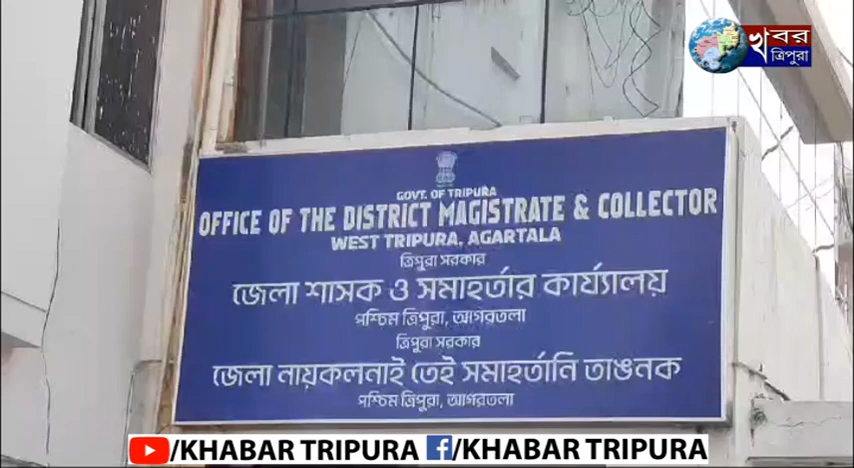 খবর
ত্রিপুরা
GOVT. OF TRIPURA
OFFICE OF THE DISTRICT MAGISTRATE & COLLECTOR
WEST TRIPURA, AGARTALA
ত্রিপুরা সরকার
জেলা শাসক ও সমাহর্তার কার্য্যালয়
পশ্চিম ত্রিপুরা, আগরতলা
ত্রিপুরা সরকার
জেলা নায়কলনাই তেই সমাহর্তানি তাঙনক
পশ্চিম ত্রিপুরা, আগরতলা
/KHABAR TRIPURA f/KHABAR TRIPURA